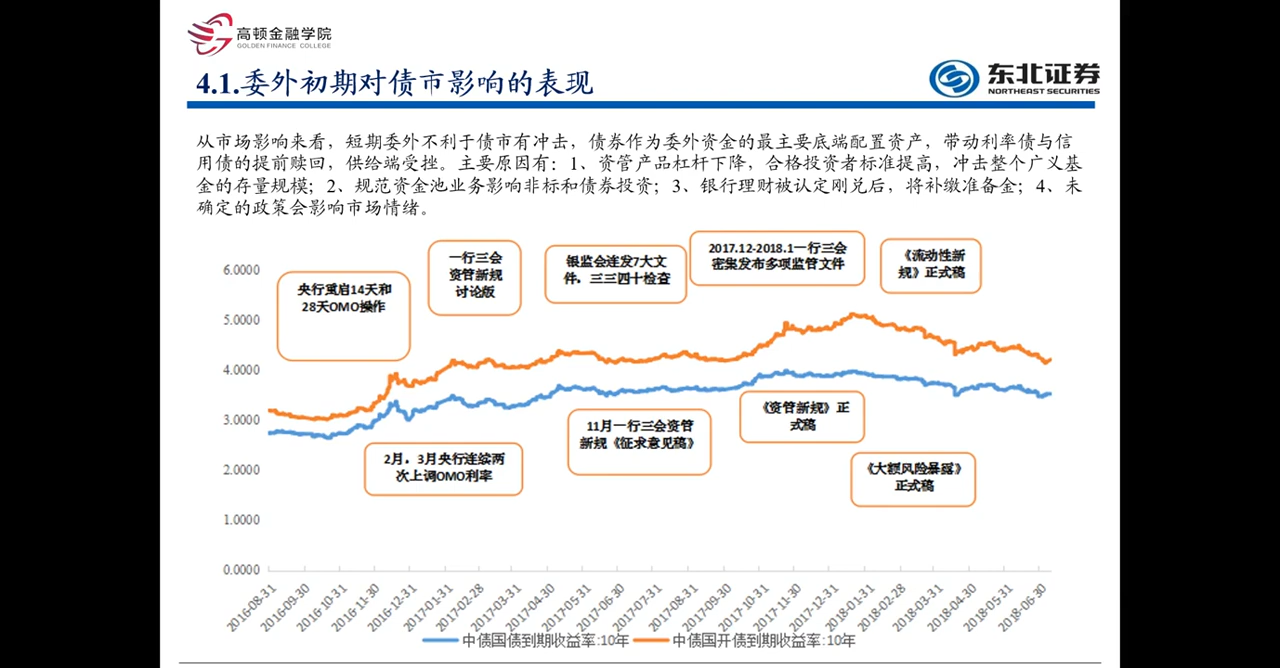 高顿金融学院
GOLDEN FINANCE COLLEGE
4.1.委外初期对债市影响的表现
东北证券
NORTHEAST SECURITIES
从市场影响来看，短期委外不利于债市有冲击，债券作为委外资金的最主要底端配置资产，带动利率债与信
用债的提前赎回，供给端受挫。主要原因有：1、资管产品杠杆下降，合格投资者标准提高，冲击整个广义基
金的存量规模；2、规范资金池业务影响非标和债券投资；3、银行理财被认定刚兑后，将补缴准备金；4、未
确定的政策会影响市场情绪。
央行重启14天和
28天OMO操作
一行三会
资管新规
讨论版
银监会连发7大文
件，三三四十检查
2017.12-2018.1一行三会
密集发布多项监管文件
《流动性新
规》正式稿
2月，3月央行连续两
次上调OMO利率
11月一行三会资管
新规《征求意见稿》
《资管新规》正
式稿
《大额风险暴露》
正式稿
6.0000
5.0000
4.0000
3.0000
2.0000
1.0000
0.0000
2016-08-31
2016-09-30
2016-10-31
2016-11-30
2016-12-31
2017-01-31
2017-02-28
2017-03-31
2017-04-30
2017-05-31
2017-06-30
2017-07-31
2017-08-31
2017-09-30
2017-10-31
2017-11-30
2017-12-31
2018-01-31
2018-02-28
2018-03-31
2018-04-30
2018-05-31
2018-06-30
中债国债到期收益率:10年
中债国开债到期收益率:10年